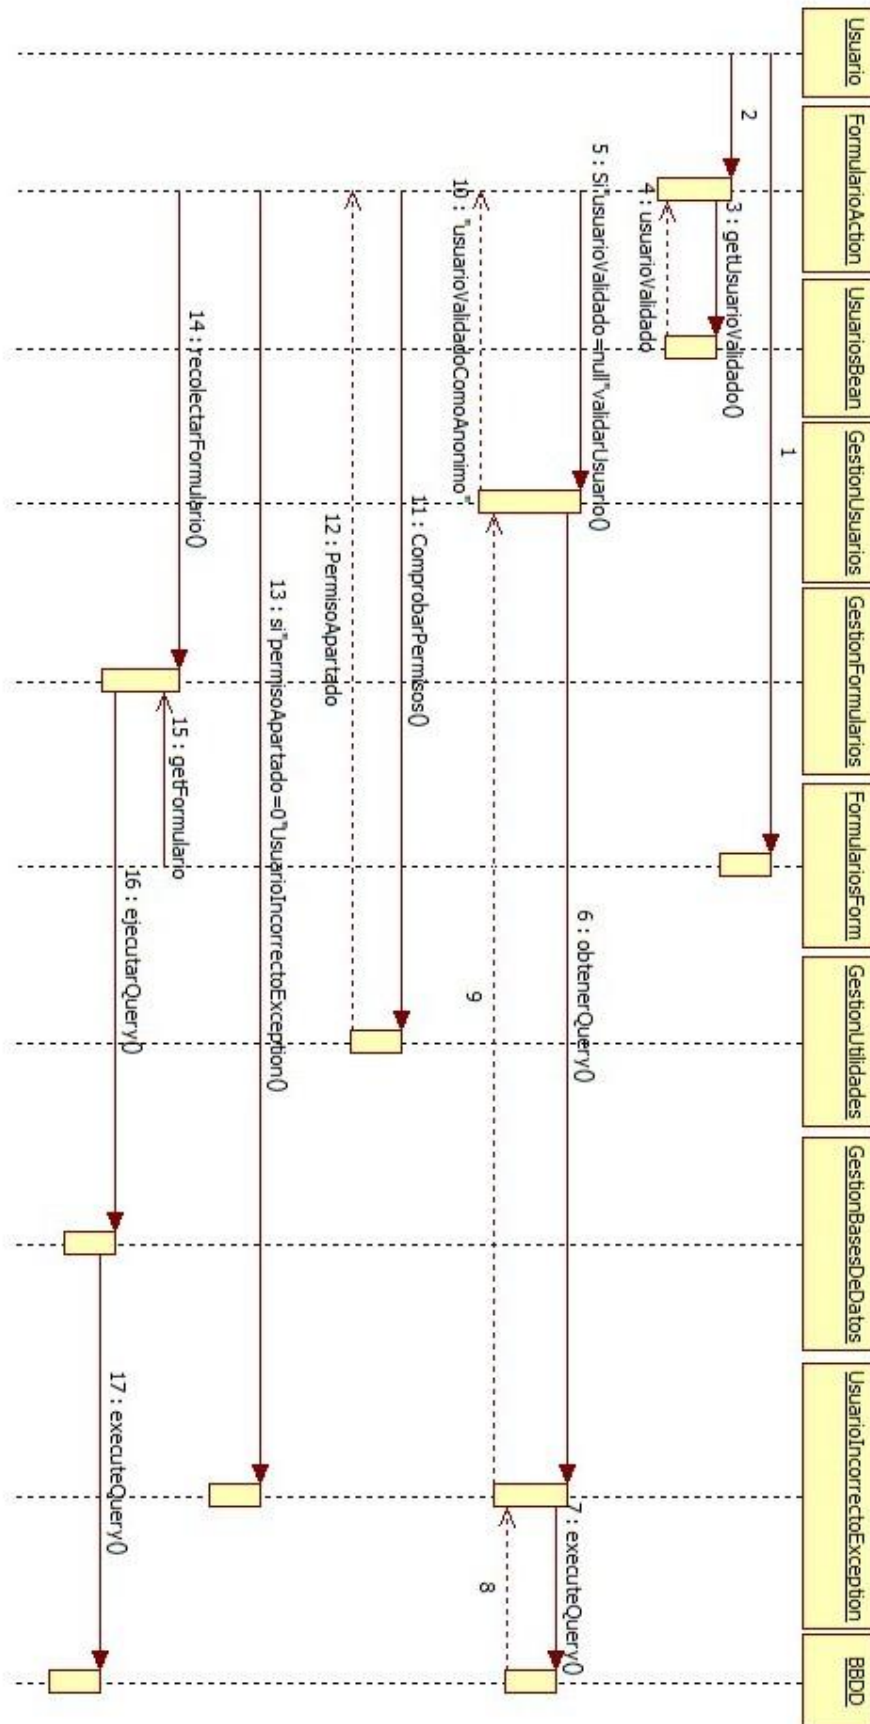 Usuario
FormularioAction
UsuariosBean
GestionUsuarios
GestionFormularios
FormulariosForm
GestionUtilidades
GestionBasesDeDatos
UsuarioIncorrectoException
BBDD
1
2
3 : getUsuarioValidado()
4 : usuarioValidado
5 : Si"usuarioValidado=null"validarUsuario()
6 : obtenerQuery()
7 : executeQuery()
8
9
10 : "usuarioValidadoComoAnonimo"
11 : ComprobarPermisos()
12 : PermisoApartado
13 : si"permisoApartado=0"UsuarioIncorrectoException()
14 : recolectarFormulario()
15 : getFormulario
16 : ejecutarQuery()
17 : executeQuery()